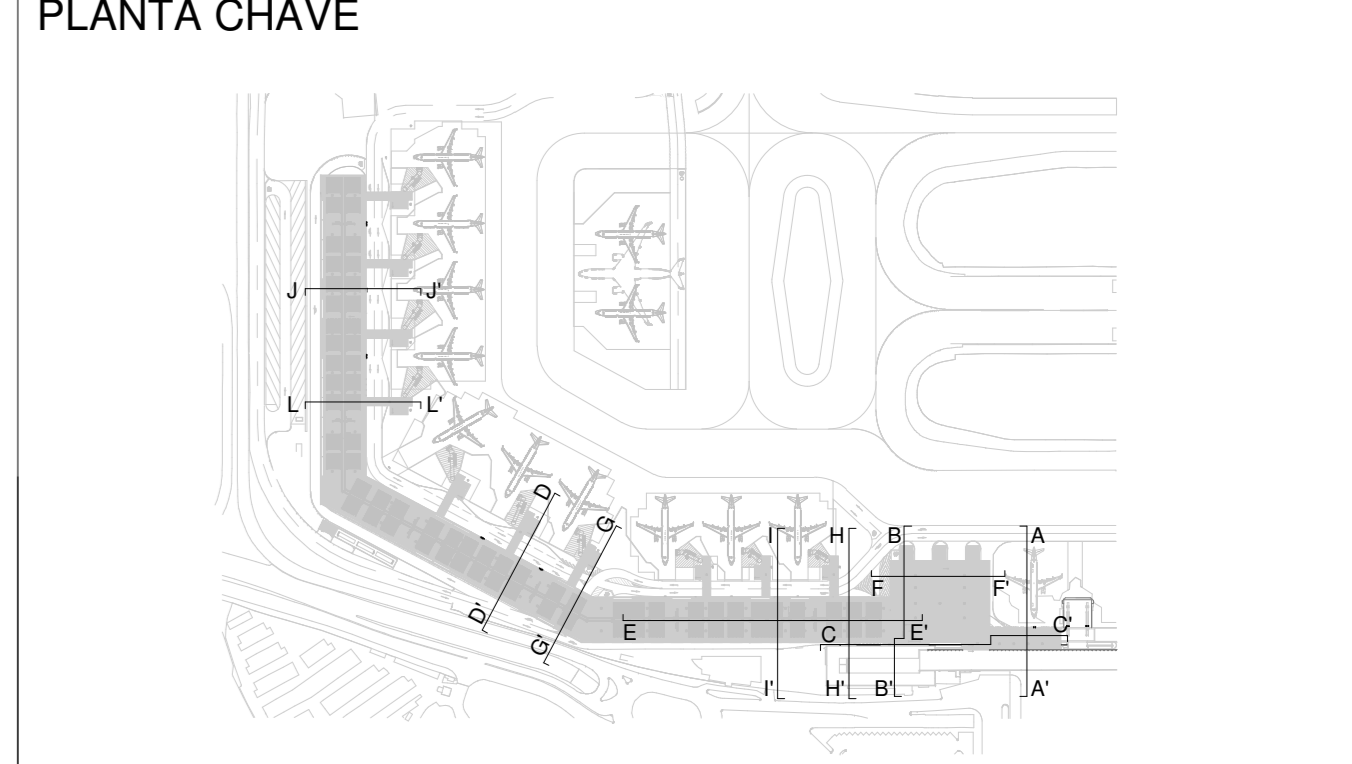 PLANTA CHAVE
J J'
L L'
D
G
I H B A
F F'
D'
E E'
C C'
G'
I' H' B' A'